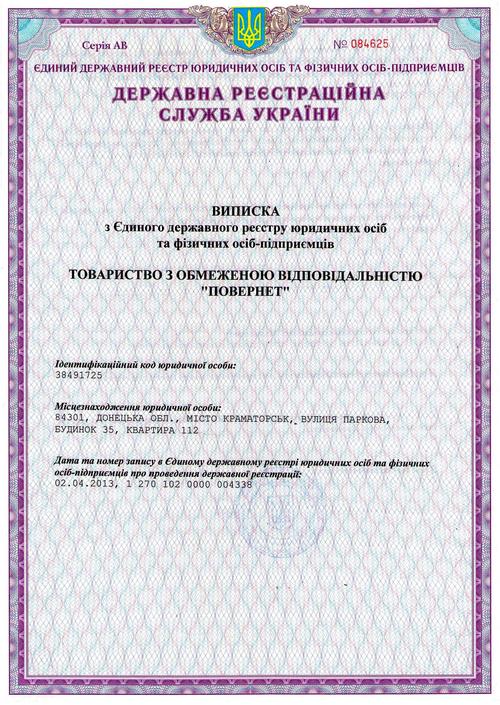 Серія АВ
№ 084625
ЄДИНИЙ ДЕРЖАВНИЙ РЕЄСТР ЮРИДИЧНИХ ОСІБ ТА ФІЗИЧНИХ ОСІБ-ПІДПРИЄМЦІВ
ДЕРЖАВНА РЕЄСТРАЦІЙНА
СЛУЖБА УКРАЇНИ
ВИПИСКА
з Єдиного державного реєстру юридичних осіб
та фізичних осіб-підприємців
ТОВАРИСТВО З ОБМЕЖЕНОЮ ВІДПОВІДАЛЬНІСТЮ
"ПОВЕРНЕТ"
Ідентифікаційний код юридичної особи:
38491725
Місцезнаходження юридичної особи:
84301, ДОНЕЦЬКА ОБЛ., МІСТО КРАМАТОРСЬК, ВУЛИЦЯ ПАРКОВА,
БУДИНОК 35, КВАРТИРА 112
Дата та номер запису в Єдиному державному реєстрі юридичних осіб та фізичних
осіб-підприємців про проведення державної реєстрації:
02.04.2013, 1 270 102 0000 004338